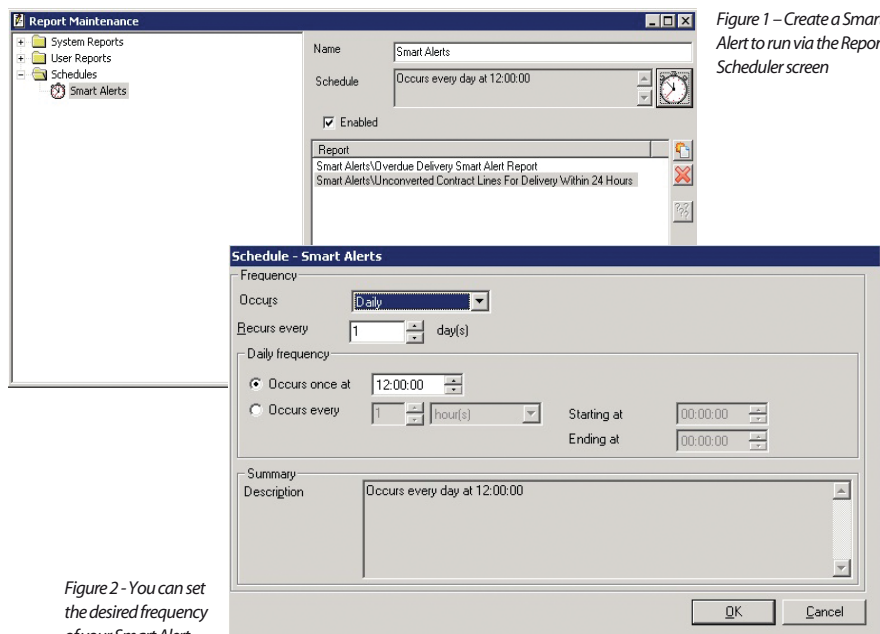 Report Maintenance
System Reports
User Reports
Schedules
Smart Alerts
Name
Smart Alerts
Schedule
Occurs every day at 12:00:00
Enabled
Report
Smart Alerts\Overdue Delivery Smart Alert Report
Smart Alerts\Unconverted Contract Lines For Delivery Within 24 Hours
Figure 1 – Create a Smart
Alert to run via the Repor
Scheduler screen
Schedule - Smart Alerts
Frequency
Occurs
Daily
Recurs every
1
day(s)
Daily frequency
Occurs once at
12:00:00
Occurs every
1
hour(s)
Starting at
00:00:00
Ending at
00:00:00
Summary
Description
Occurs every day at 12:00:00
OK
Cancel
Figure 2 - You can set
the desired frequency
of your Smart Alert